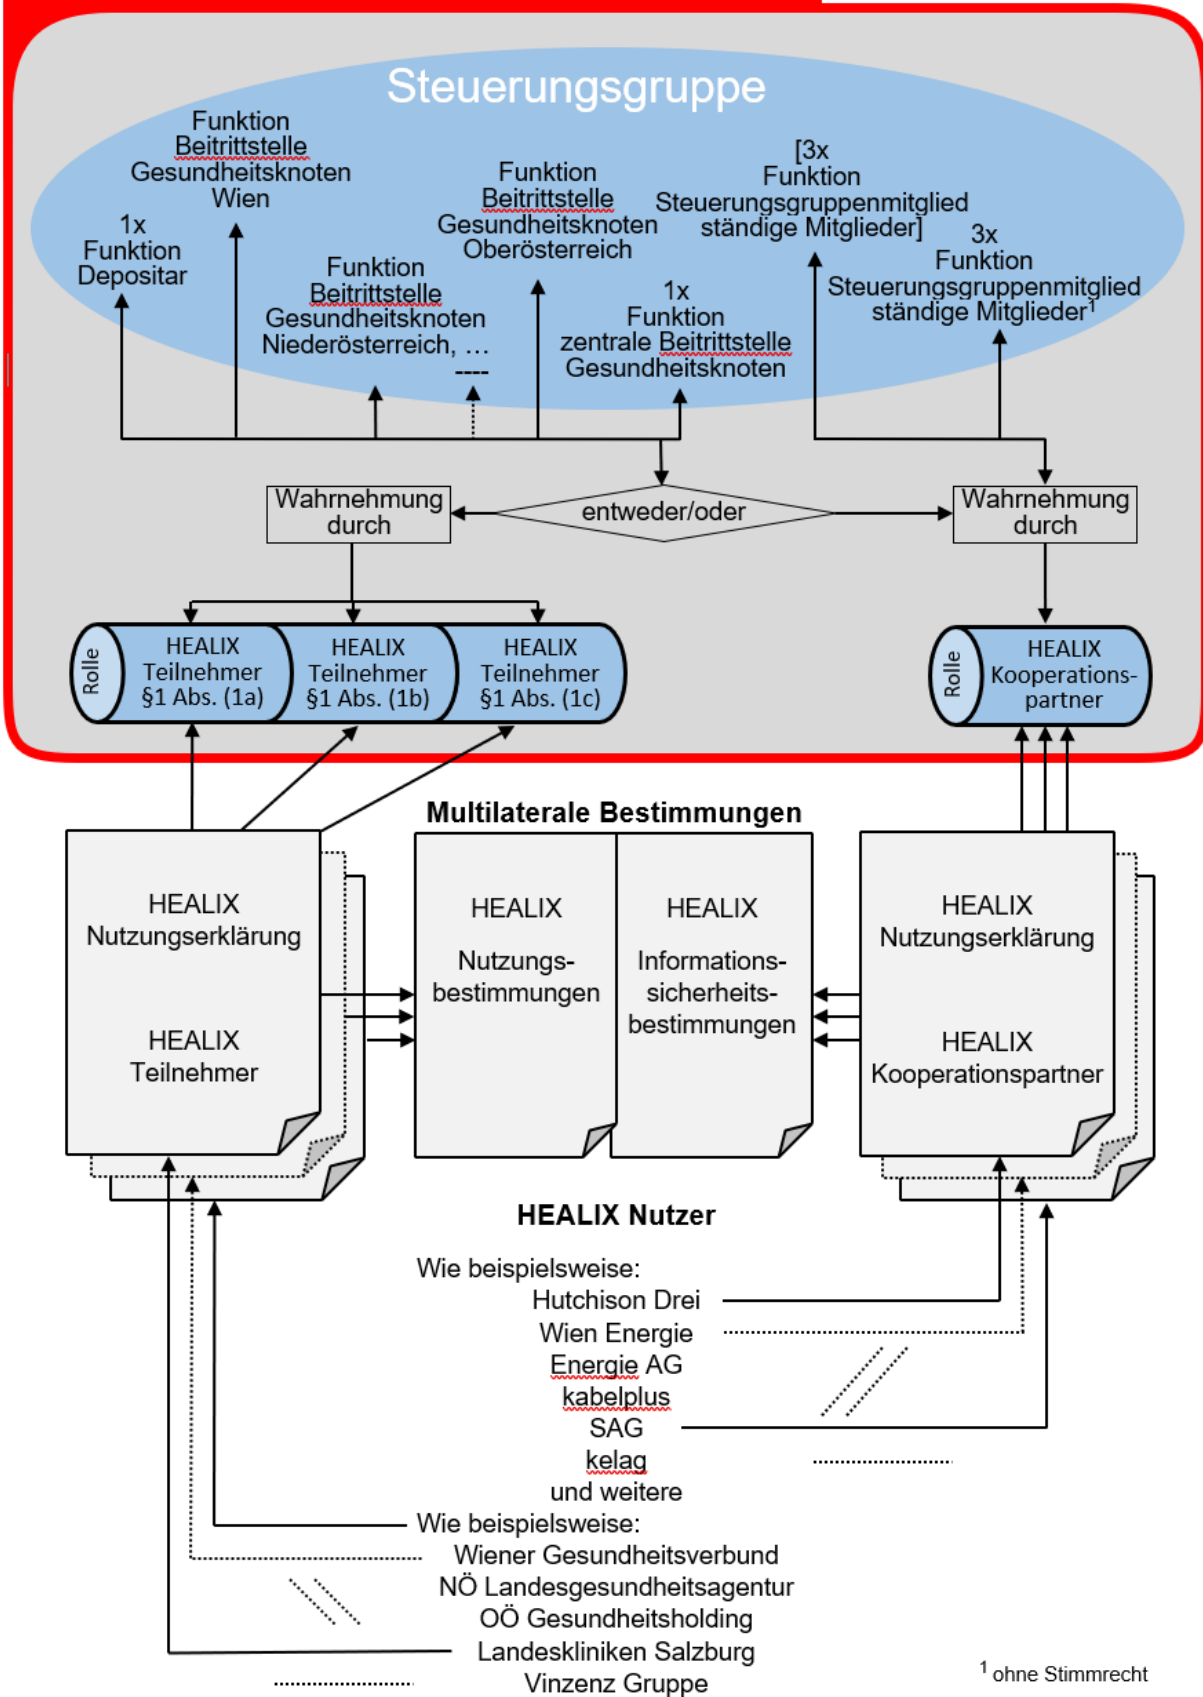 Steuerungsgruppe
Funktion
Beitrittstelle
Gesundheitsknoten
Wien
1x
Funktion
Depositar
Funktion
Beitrittstelle
Gesundheitsknoten
Niederösterreich, ...
----
Funktion
Beitrittstelle
Gesundheitsknoten
Oberösterreich
1x
Funktion
zentrale Beitrittstelle
Gesundheitsknoten
[3x
Funktion
Steuerungsgruppenmitglied
ständige Mitglieder]
3x
Funktion
Steuerungsgruppenmitglied
ständige Mitglieder¹
Wahrnehmung
durch
entweder/oder
Wahrnehmung
durch
Rolle
HEALIX
Teilnehmer
§1 Abs. (1a)
HEALIX
Teilnehmer
§1 Abs. (1b)
HEALIX
Teilnehmer
§1 Abs. (1c)
Rolle
HEALIX
Kooperations-
partner
Multilaterale Bestimmungen
HEALIX
Nutzungserklärung
HEALIX
Teilnehmer
HEALIX
Nutzungs-
bestimmungen
HEALIX
Informations-
sicherheits-
bestimmungen
HEALIX
Nutzungserklärung
HEALIX
Kooperationspartner
HEALIX Nutzer
Wie beispielsweise:
Hutchison Drei
Wien Energie
Energie AG
kabelplus
SAG
kelag
und weitere
Wie beispielsweise:
Wiener Gesundheitsverbund
NÖ Landesgesundheitsagentur
OÖ Gesundheitsholding
Landeskliniken Salzburg
Vinzenz Gruppe
¹ ohne Stimmrecht